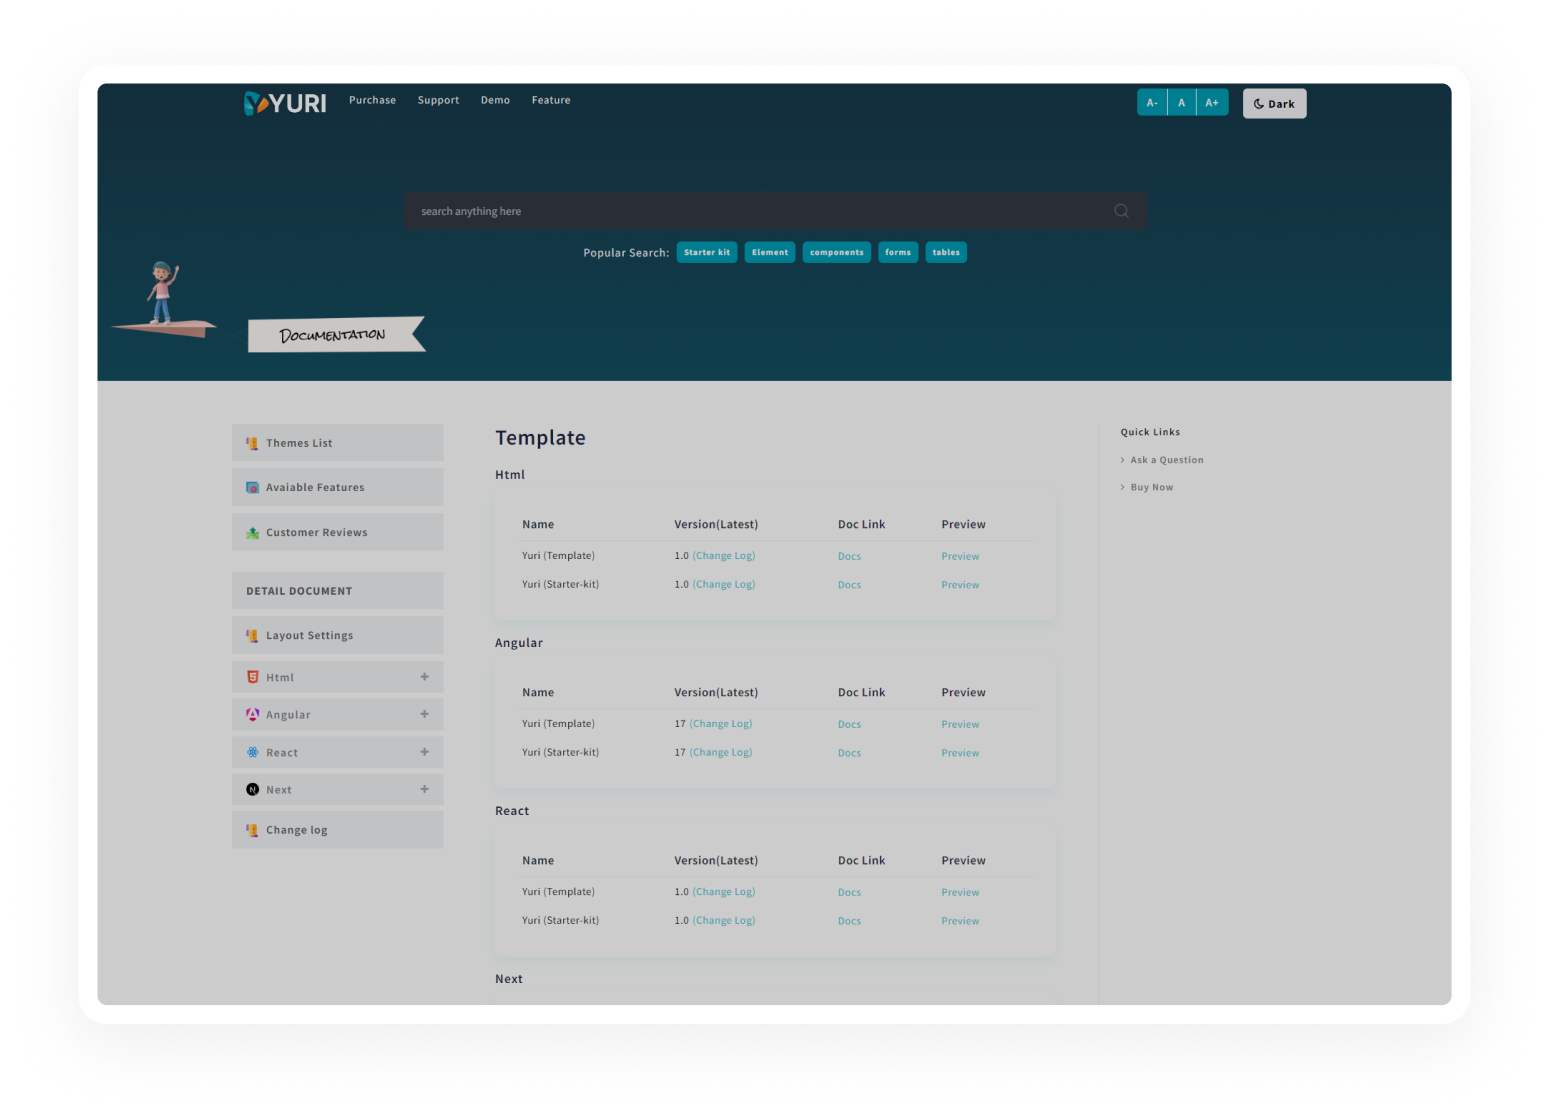 YURI Purchase Support Demo Feature A- A A+ Dark
search anything here
Popular Search: Starter kit Element components forms tables
DOCUMENTATION
Themes List
Avaiable Features
Customer Reviews
DETAIL DOCUMENT
Layout Settings
Html
Angular
React
Next
Change log
Template
Html
Name Version(Latest) Doc Link Preview
Yuri (Template) 1.0 (Change Log) Docs Preview
Yuri (Starter-kit) 1.0 (Change Log) Docs Preview
Angular
Name Version(Latest) Doc Link Preview
Yuri (Template) 17 (Change Log) Docs Preview
Yuri (Starter-kit) 17 (Change Log) Docs Preview
React
Name Version(Latest) Doc Link Preview
Yuri (Template) 1.0 (Change Log) Docs Preview
Yuri (Starter-kit) 1.0 (Change Log) Docs Preview
Next
Quick Links
> Ask a Question
> Buy Now